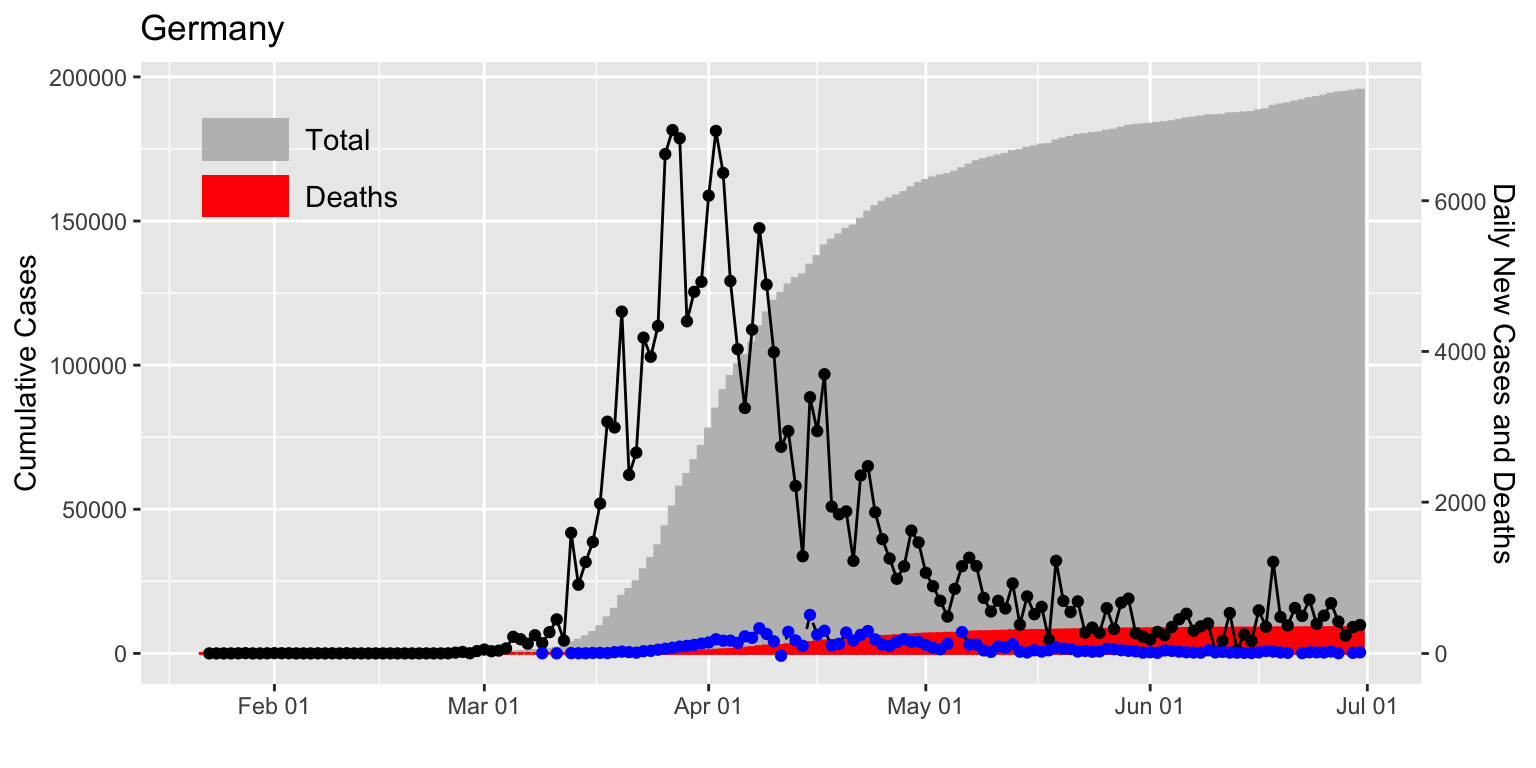 Germany
200000
150000
100000
50000
0
Cumulative Cases
Total
Deaths
6000
4000
2000
0
Daily New Cases and Deaths
Feb 01
Mar 01
Apr 01
May 01
Jun 01
Jul 01